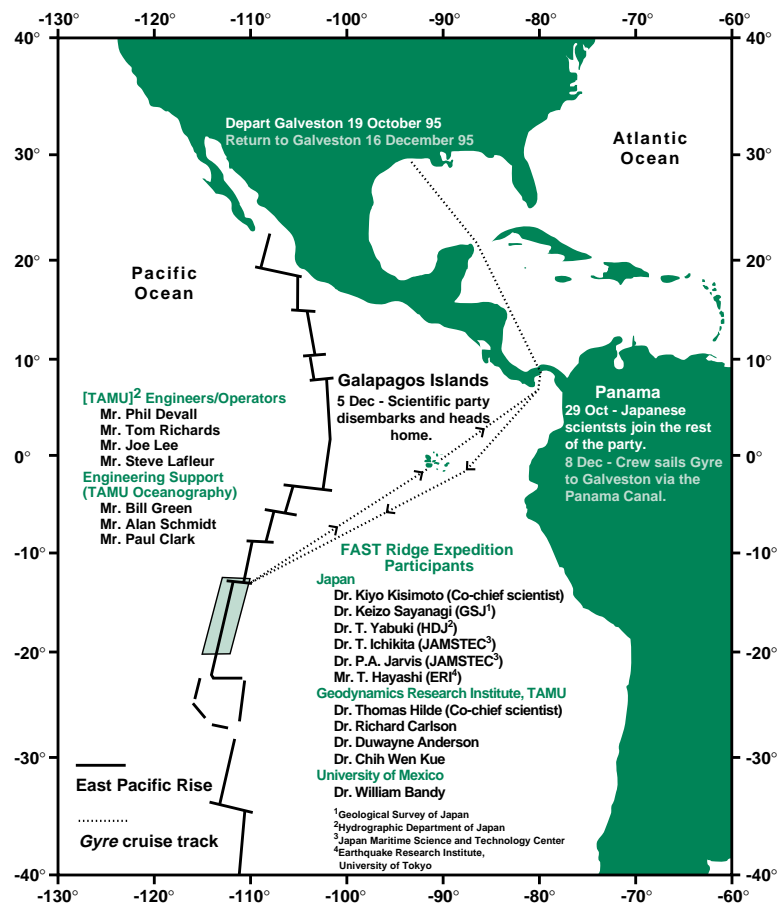 -130° -120° -110° -100° -90° -80° -70° -60°
40° 40°
Depart Galveston 19 October 95
Return to Galveston 16 December 95
Atlantic
Ocean
30° 30°
20° 20°
Pacific
Ocean
10° 10°
Galapagos Islands
5 Dec - Scientific party
disembarks and heads
home.
Panama
29 Oct - Japanese
scientsts join the rest
of the party.
8 Dec - Crew sails Gyre
to Galveston via the
Panama Canal.
[TAMU]2 Engineers/Operators
Mr. Phil Devall
Mr. Tom Richards
Mr. Joe Lee
Mr. Steve Lafleur
Engineering Support
(TAMU Oceanography)
Mr. Bill Green
Mr. Alan Schmidt
Mr. Paul Clark
0° 0°
-10° -10°
FAST Ridge Expedition
Participants
Japan
Dr. Kiyo Kisimoto (Co-chief scientist)
Dr. Keizo Sayanagi (GSJ1)
Dr. T. Yabuki (HDJ2)
Dr. T. Ichikita (JAMSTEC3)
Dr. P.A. Jarvis (JAMSTEC3)
Mr. T. Hayashi (ERI4)
Geodynamics Research Institute, TAMU
Dr. Thomas Hilde (Co-chief scientist)
Dr. Richard Carlson
Dr. Duwayne Anderson
Dr. Chih Wen Kue
University of Mexico
Dr. William Bandy
1Geological Survey of Japan
2Hydrographic Department of Japan
3Japan Maritime Science and Technology Center
4Earthquake Research Institute,
University of Tokyo
-20° -20°
-30° -30°
East Pacific Rise
Gyre cruise track
-40° -40°
-130° -120° -110° -100° -90° -80° -70° -60°